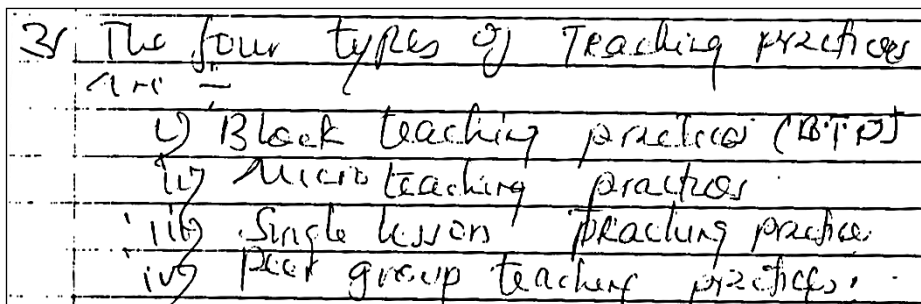 3. The four types of Teaching practices
are :-
i) Block teaching practices (BTP)
ii) Micro teaching practices.
iii) Single lesson teaching practice.
iv) Peer group teaching practices.